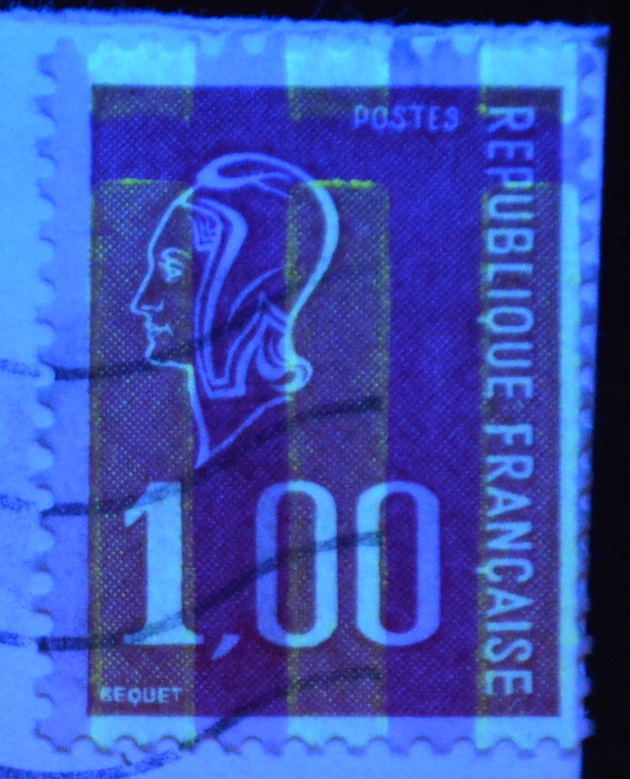 POSTES
REPUBLIQUE FRANÇAISE
1,00
BEQUET